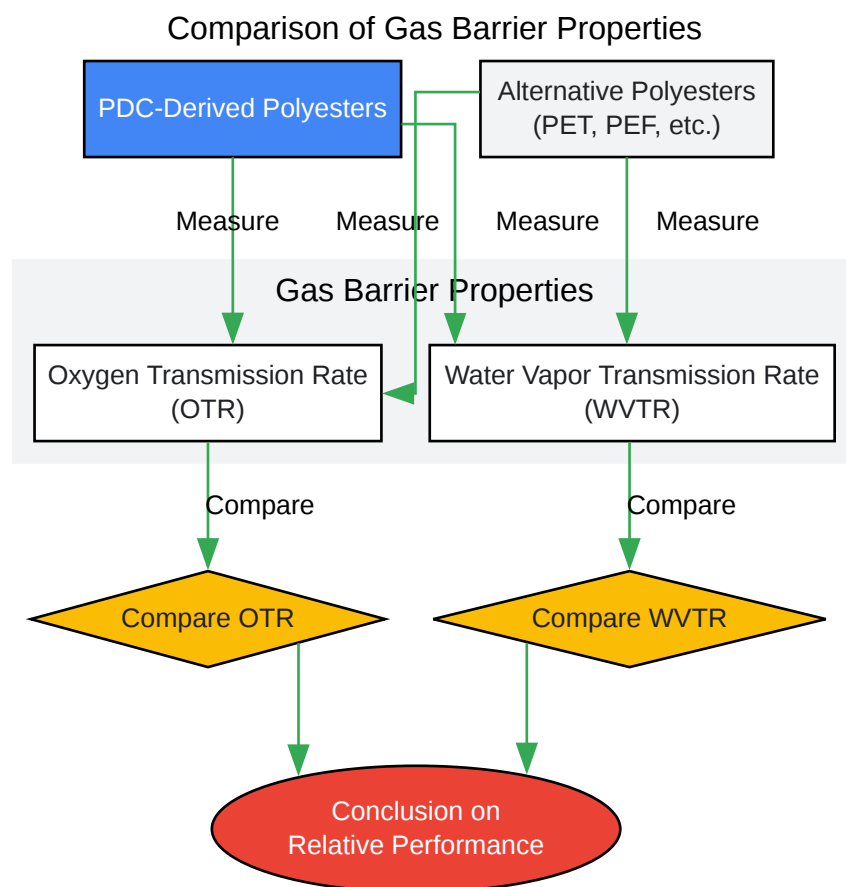 Comparison of Gas Barrier Properties
PDC-Derived Polyesters
Alternative Polyesters
(PET, PEF, etc.)
Measure
Measure
Measure
Measure
Gas Barrier Properties
Oxygen Transmission Rate
(OTR)
Water Vapor Transmission Rate
(WVTR)
Compare
Compare
Compare OTR
Compare WVTR
Conclusion on
Relative Performance